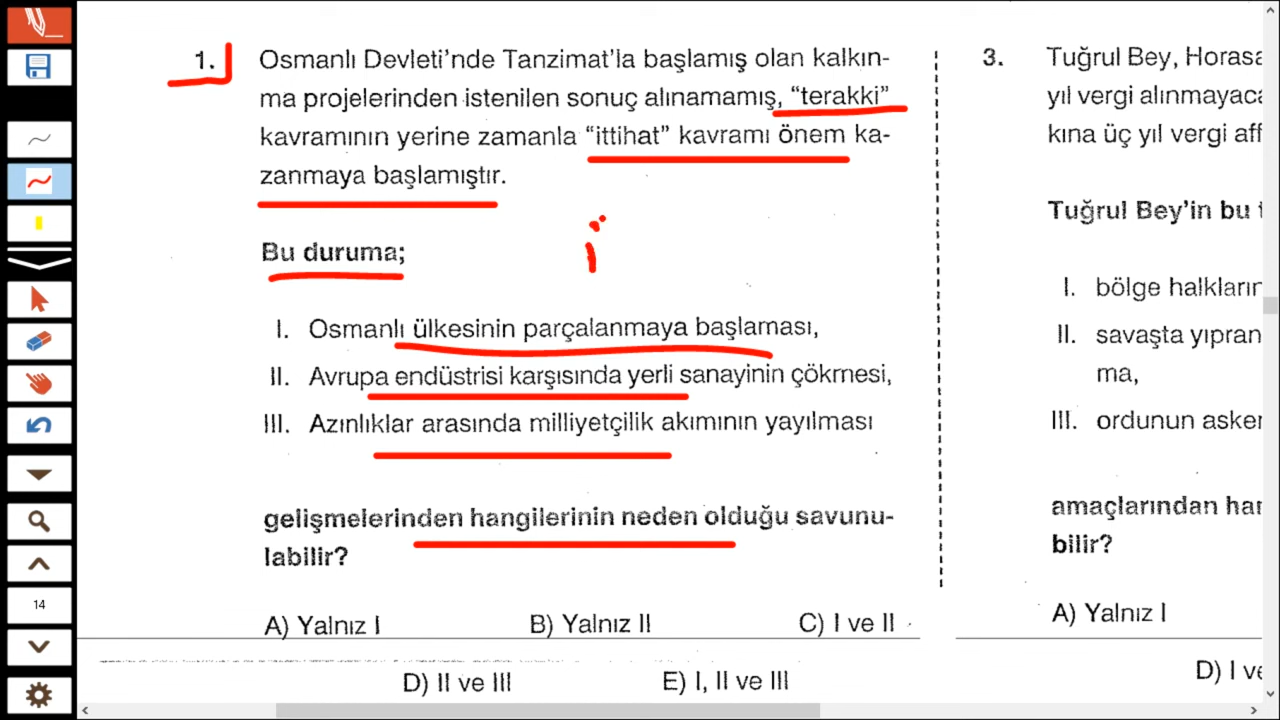 1. Osmanlı Devleti’nde Tanzimat’la başlamış olan kalkın-
ma projelerinden istenilen sonuç alınamamış, “terakki”
kavramının yerine zamanla “ittihat” kavramı önem ka-
zanmaya başlamıştır.
Bu duruma;
i
I. Osmanlı ülkesinin parçalanmaya başlaması,
II. Avrupa endüstrisi karşısında yerli sanayinin çökmesi,
III. Azınlıklar arasında milliyetçilik akımının yayılması
gelişmelerinden hangilerinin neden olduğu savunu-
labilir?
A) Yalnız I B) Yalnız II C) I ve II
D) II ve III E) I, II ve III
3. Tuğrul Bey, Horasa
yıl vergi alınmayaca
kına üç yıl vergi aff
Tuğrul Bey’in bu
I. bölge halkların
II. savaşta yıpran
ma,
III. ordunun asker
amaçlarından han
bilir?
A) Yalnız I
D) I ve
14